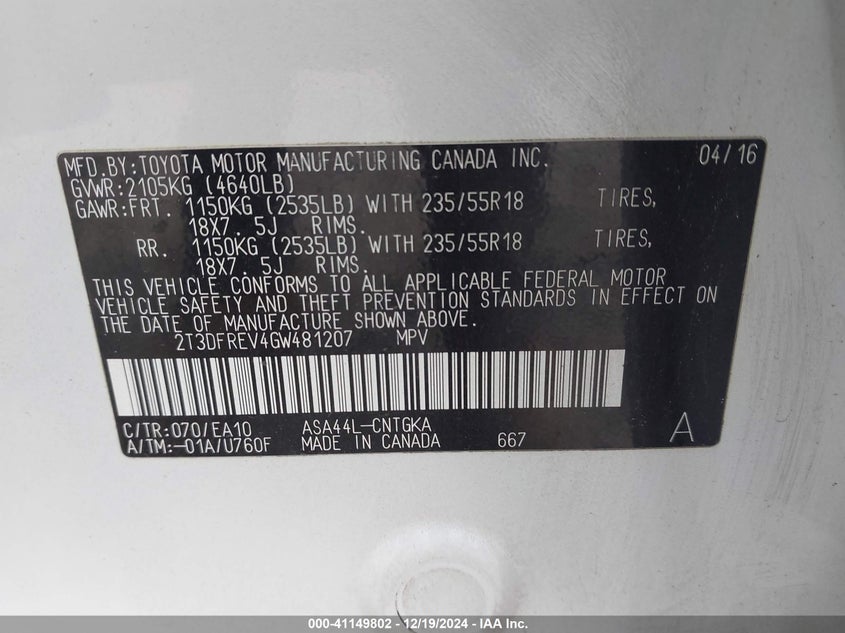 MFD.BY:TOYOTA MOTOR MANUFACTURING CANADA INC. 04/16
GVWR:2105KG (4640LB)
GAWR:FRT. 1150KG (2535LB) WITH 235/55R18 TIRES,
18X7. 5J RIMS.
RR. 1150KG (2535LB) WITH 235/55R18 TIRES,
18X7. 5J RIMS.
THIS VEHICLE CONFORMS TO ALL APPLICABLE FEDERAL MOTOR
VEHICLE SAFETY AND THEFT PREVENTION STANDARDS IN EFFECT ON
THE DATE OF MANUFACTURE SHOWN ABOVE.
2T3DFREV4GW481207 MPV
C/TR:070/EA10 ASA44L-CNTGKA
A/TM:-01A/U760F MADE IN CANADA 667 A
000-41149802 - 12/19/2024 - IAA Inc.